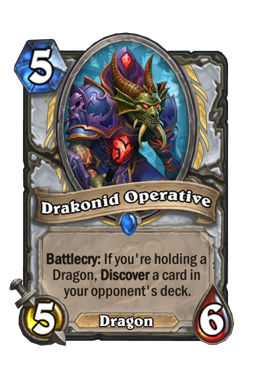 5
Drakonid Operative
Battlecry: If you're holding a
Dragon, Discover a card in
your opponent's deck.
5
Dragon
6